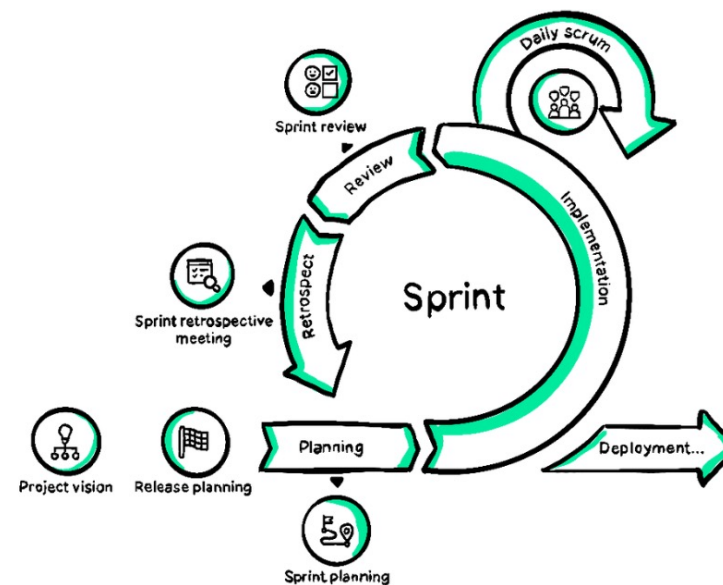 Daily scrum
Sprint review
Review
Implementation
Retrospect
Sprint
Sprint retrospective
meeting
Project vision
Release planning
Planning
Deployment...
Sprint planning